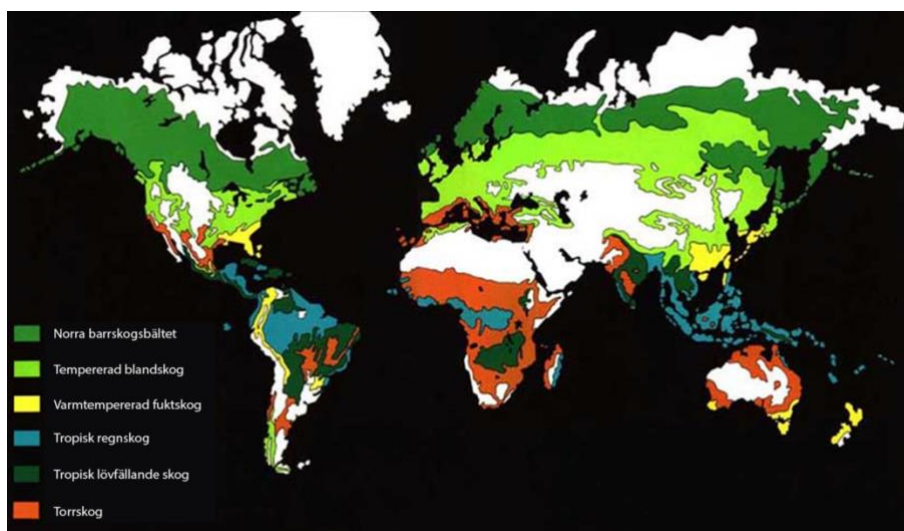 Norra barrskogsbältet
Tempererad blandskog
Varmtempererad fuktskog
Tropisk regnskog
Tropisk lövfällande skog
Torrskog